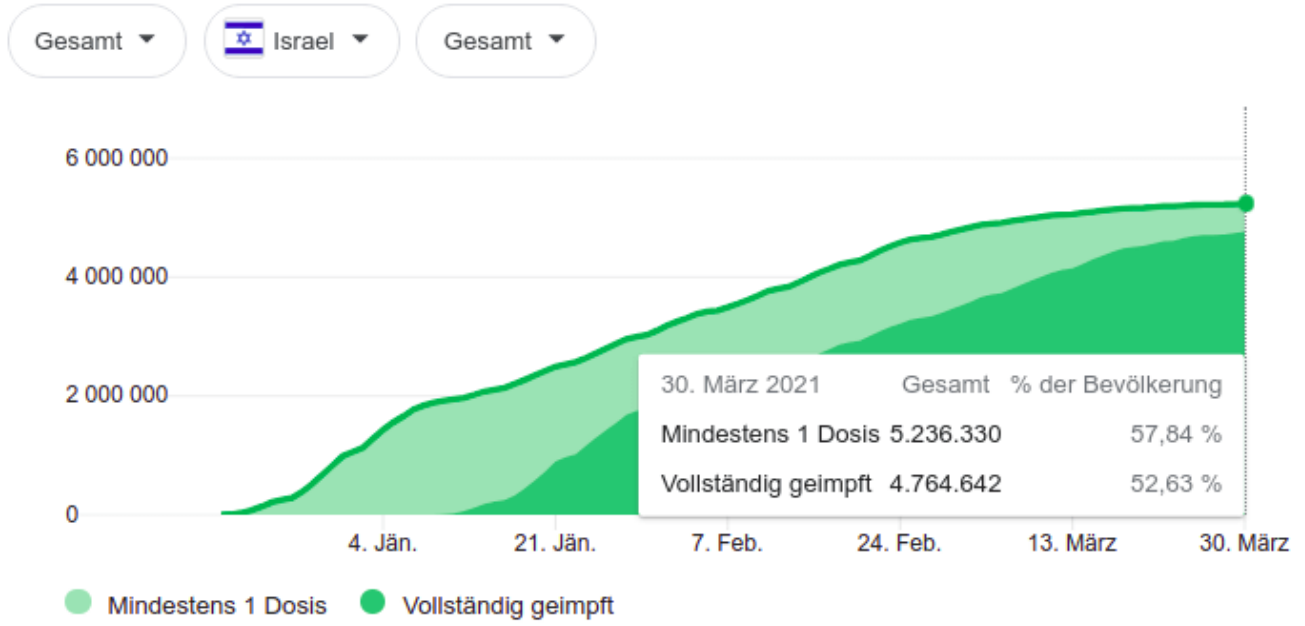 Gesamt Israel Gesamt
6 000 000
4 000 000
2 000 000
0
30. März 2021 Gesamt % der Bevölkerung
Mindestens 1 Dosis 5.236.330 57,84 %
Vollständig geimpft 4.764.642 52,63 %
4. Jän. 21. Jän. 7. Feb. 24. Feb. 13. März 30. März
Mindestens 1 Dosis Vollständig geimpft